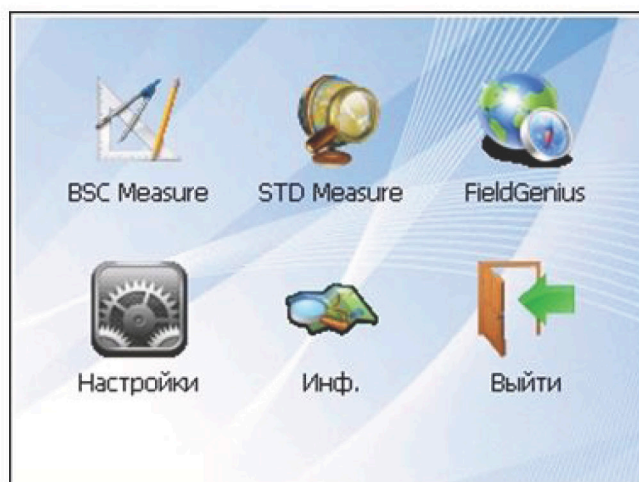 BSC Measure
STD Measure
FieldGenius
Настройки
Инф.
Выйти